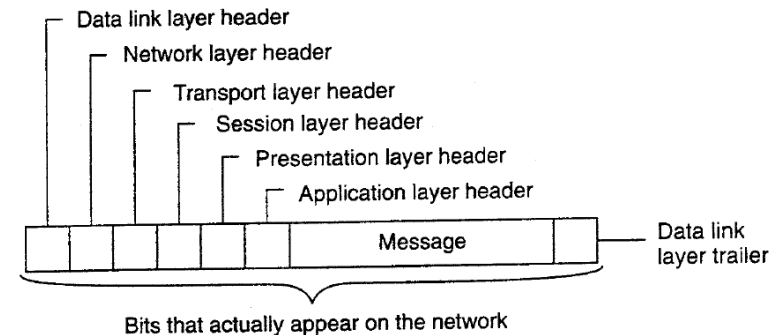 Data link layer header
Network layer header
Transport layer header
Session layer header
Presentation layer header
Application layer header
Message
Data link
layer trailer
Bits that actually appear on the network